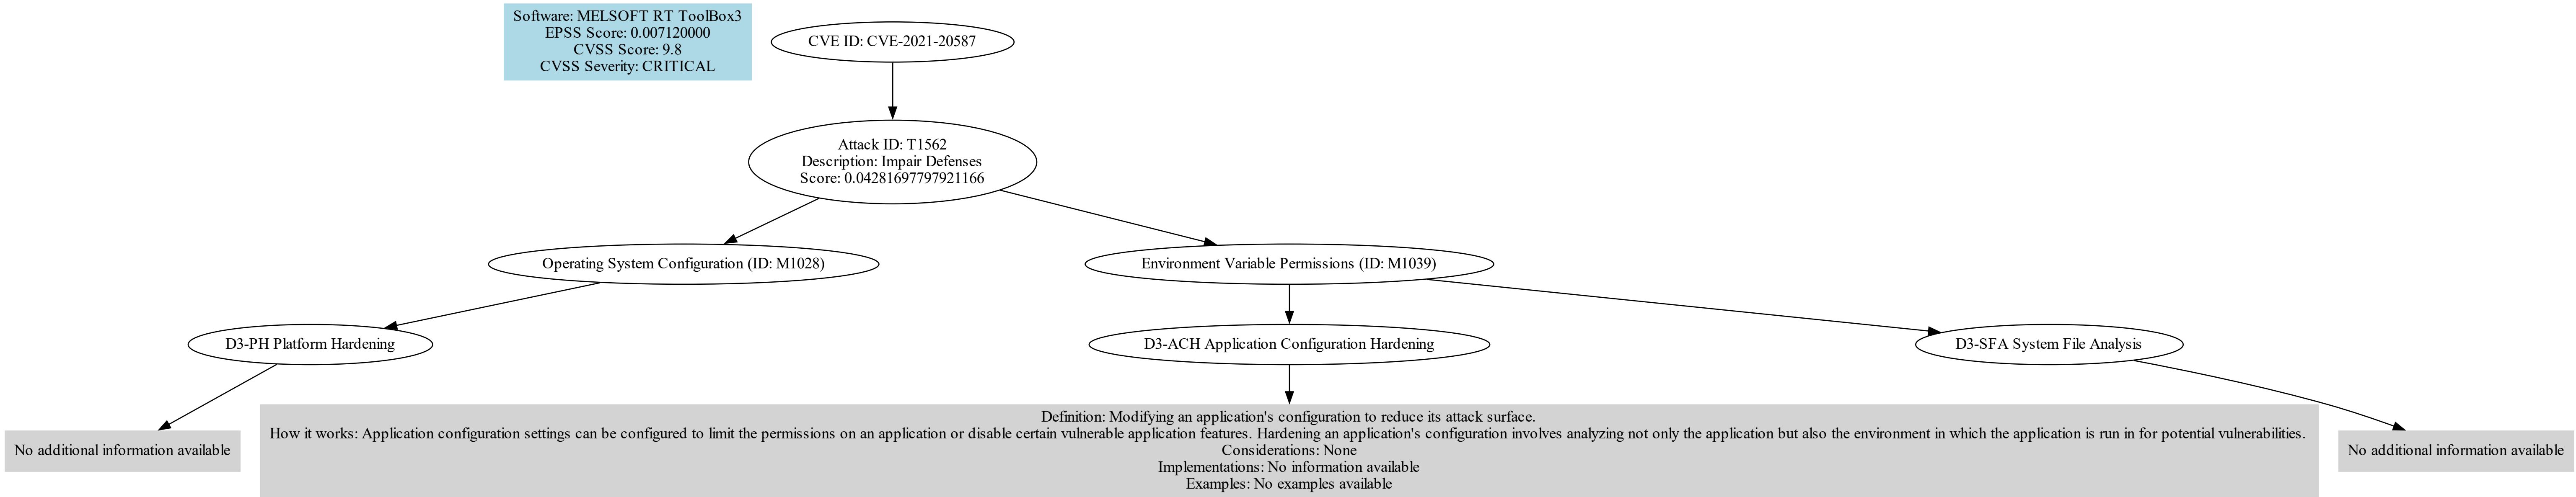 Software: MELSOFT RT ToolBox3
EPSS Score: 0.007120000
CVSS Score: 9.8
CVSS Severity: CRITICAL
CVE ID: CVE-2021-20587
Attack ID: T1562
Description: Impair Defenses
Score: 0.04281697797921166
Operating System Configuration (ID: M1028)
Environment Variable Permissions (ID: M1039)
D3-PH Platform Hardening
D3-ACH Application Configuration Hardening
D3-SFA System File Analysis
No additional information available
Definition: Modifying an application's configuration to reduce its attack surface.
How it works: Application configuration settings can be configured to limit the permissions on an application or disable certain vulnerable application features. Hardening an application's configuration involves analyzing not only the application but also the environment in which the application is run in for potential vulnerabilities.
Considerations: None
Implementations: No information available
Examples: No examples available
No additional information available